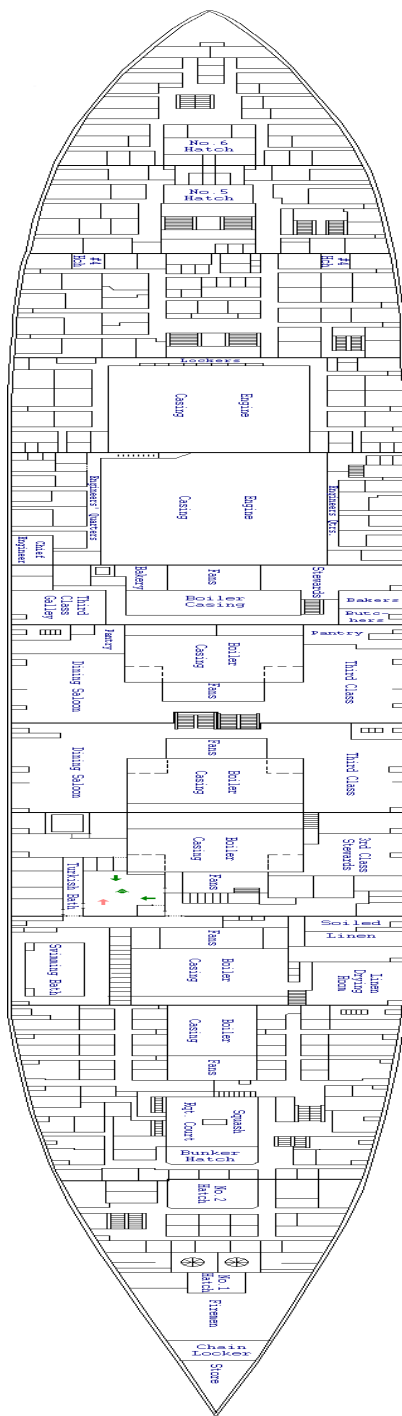 No.6
Hatch
No.5
Hatch
#4
Hch
#4
Hch
Lockers
Engine
Casing
Engine
Casing
Engineers' Quarters
Engineers Qrs.
Chief
Engineer
Bakery
Fans
Stewards
Boiler
Casing
Third
Class
Galley
Bakers
Butc-
hers
Pantry
Pantry
Boiler
Casing
Fans
Dining Saloon
Third Class
Dining Saloon
Third Class
Fans
Boiler
Casing
Boiler
Casing
Fans
3rd Class
Stewards
Turkish Bath
Soiled
Linen
Fans
Boiler
Casing
Swimming Bath
Linen
Drying
Room
Boiler
Casing
Fans
Squash
Rqt. Court
Bunker
Hatch
No.2
Hatch
No.1
Hatch
Firemen
Chain
Locker
Store